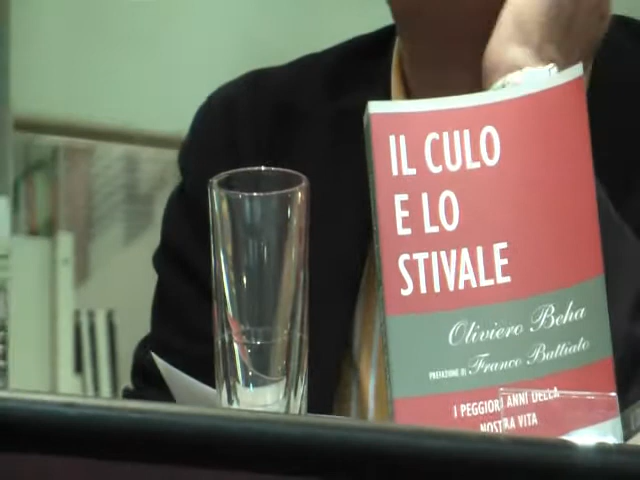 IL CULO
E LO
STIVALE
Oliviero Beha
PREFAZIONE DI Franco Battiato
I PEGGIORI ANNI DELLA
NOSTRA VITA